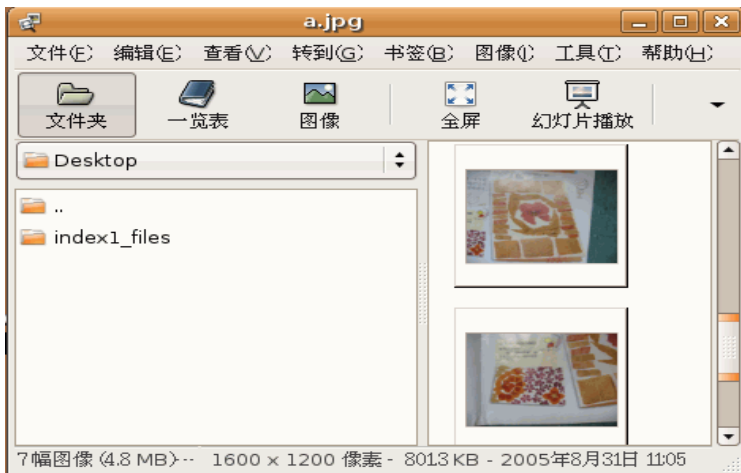 a.jpg
文件(E) 编辑(E) 查看(V) 转到(G) 书签(B) 图像(I) 工具(T) 帮助(H)
文件夹 一览表 图像 全屏 幻灯片播放
Desktop
..
index1_files
7幅图像 (4.8 MB)··· 1600 × 1200 像素 - 801.3 KB - 2005年8月31日 11:05